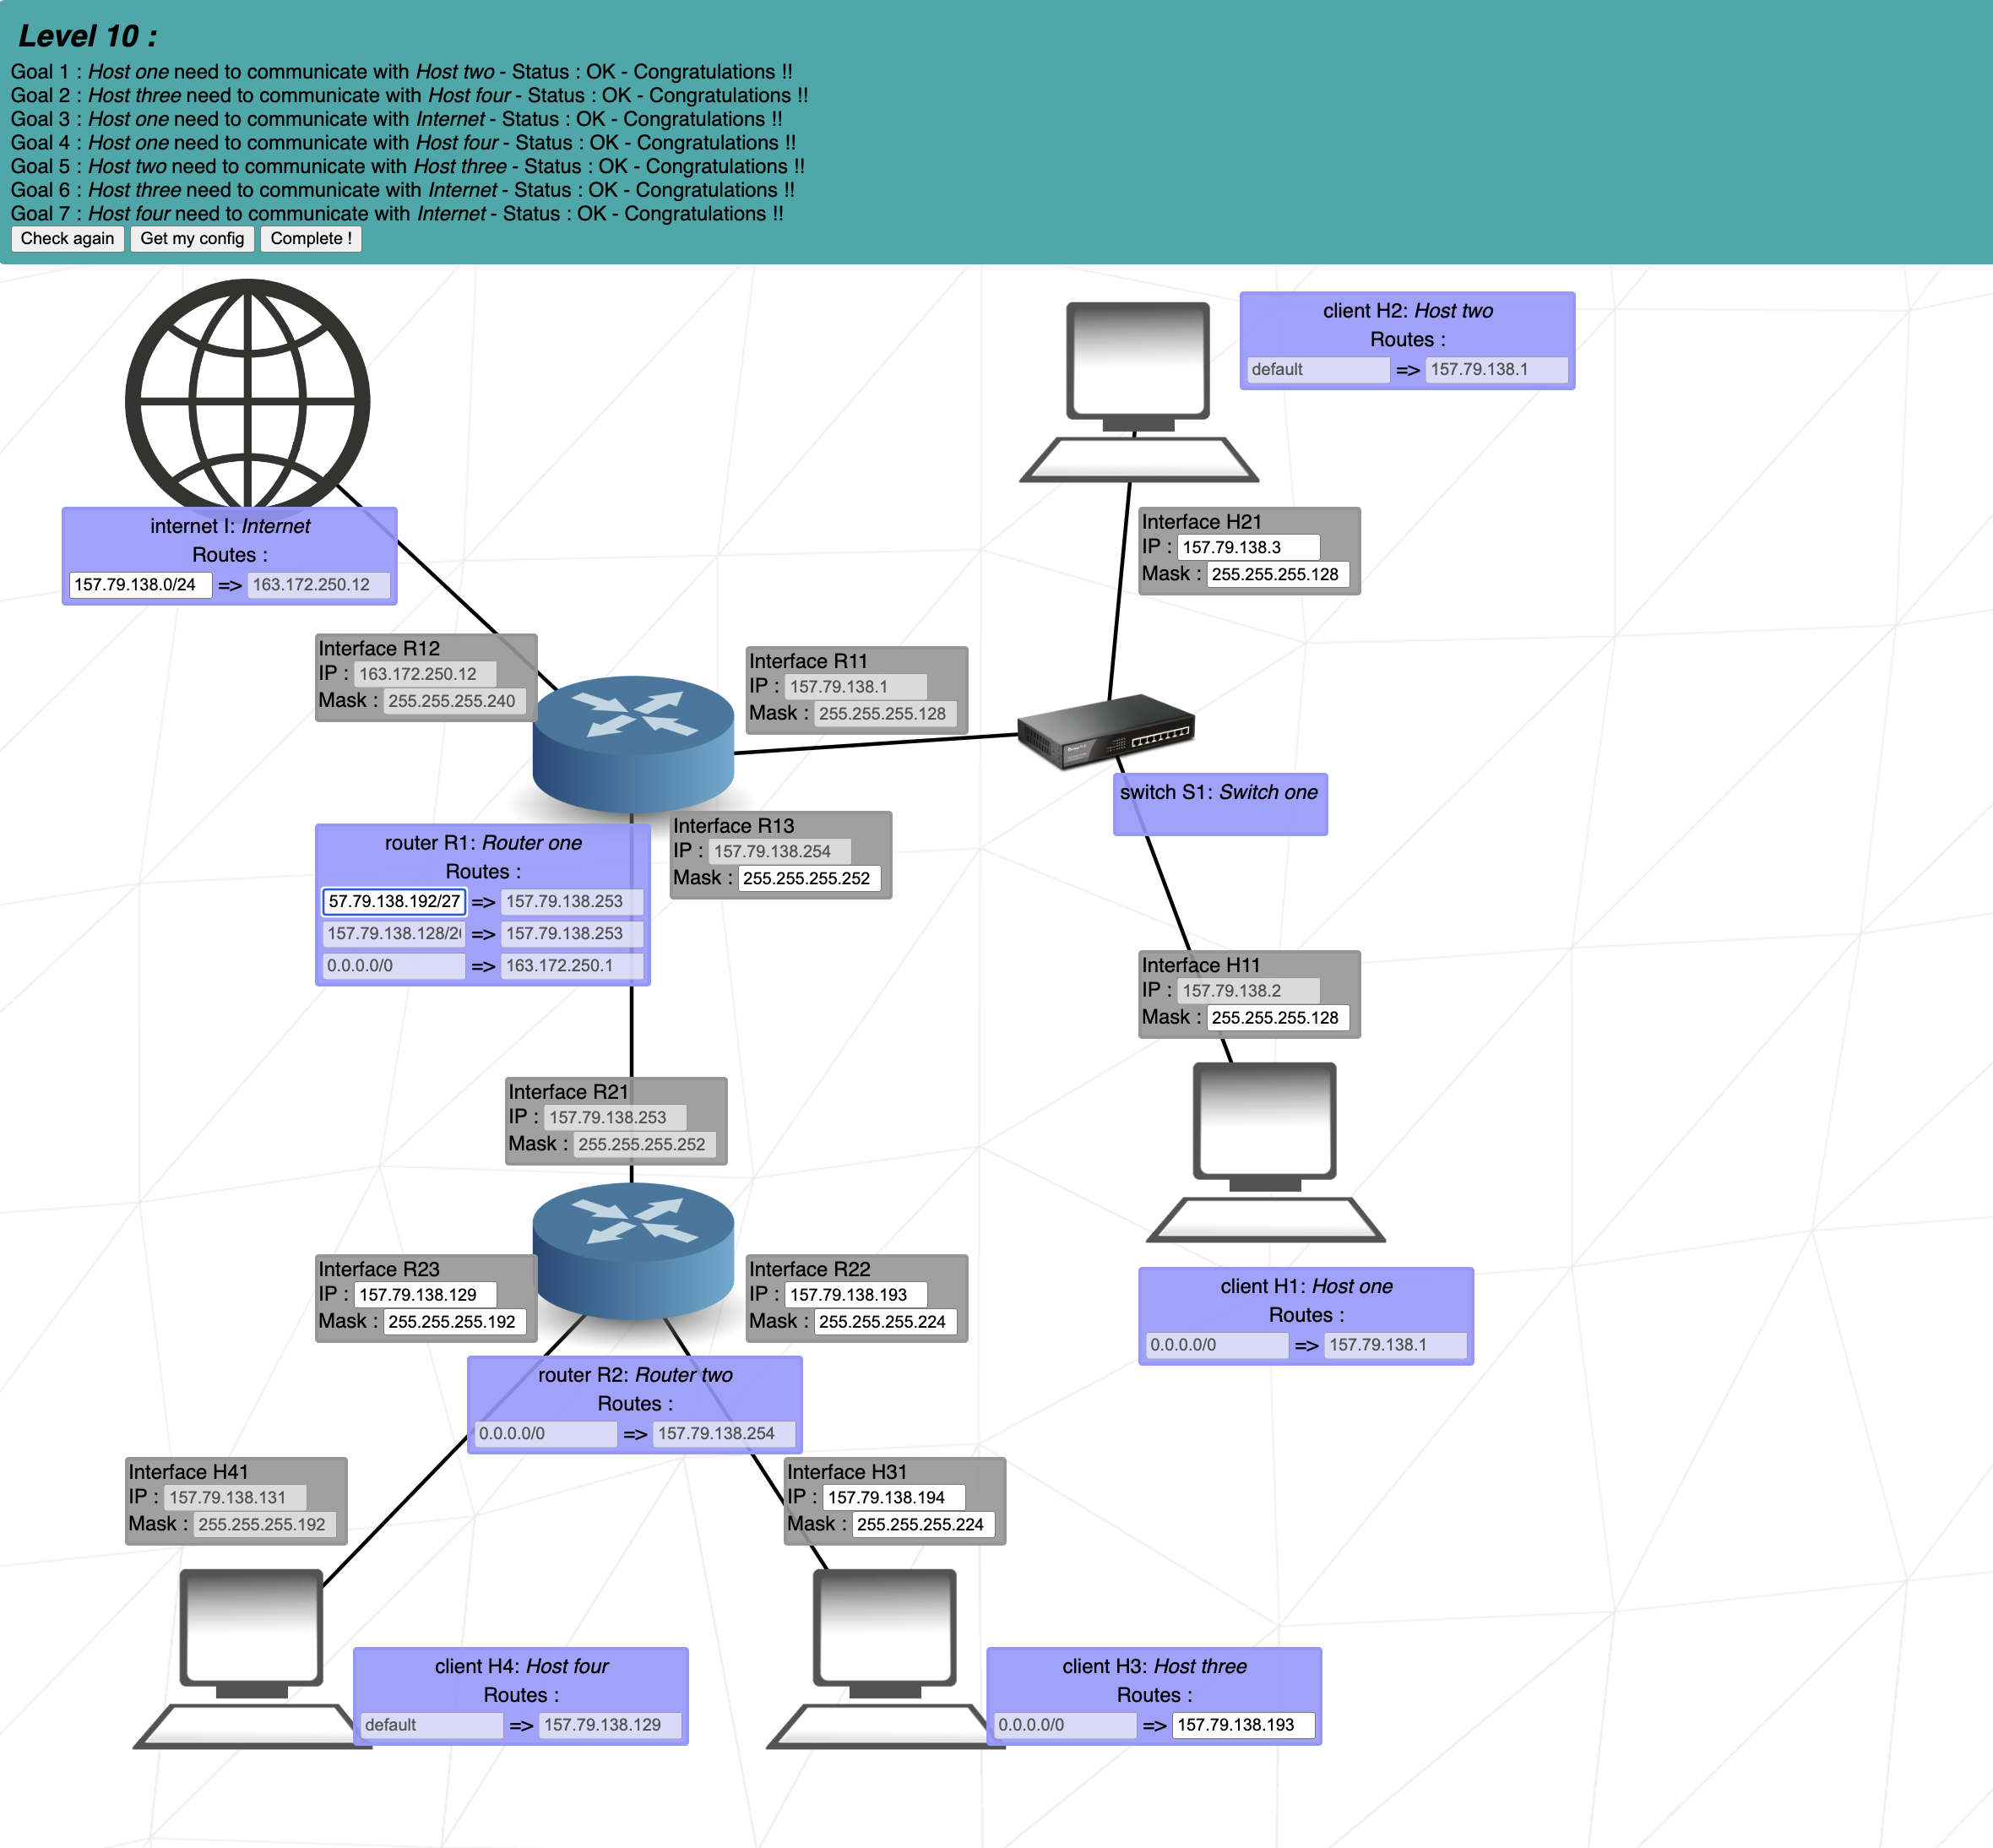 Level 10 :
Goal 1 : Host one need to communicate with Host two - Status : OK - Congratulations !!
Goal 2 : Host three need to communicate with Host four - Status : OK - Congratulations !!
Goal 3 : Host one need to communicate with Internet - Status : OK - Congratulations !!
Goal 4 : Host one need to communicate with Host four - Status : OK - Congratulations !!
Goal 5 : Host two need to communicate with Host three - Status : OK - Congratulations !!
Goal 6 : Host three need to communicate with Internet - Status : OK - Congratulations !!
Goal 7 : Host four need to communicate with Internet - Status : OK - Congratulations !!
Check again Get my config Complete !
client H2: Host two
Routes :
default => 157.79.138.1
internet I: Internet
Routes :
157.79.138.0/24 => 163.172.250.12
Interface H21
IP : 157.79.138.3
Mask : 255.255.255.128
Interface R12
IP : 163.172.250.12
Mask : 255.255.255.240
Interface R11
IP : 157.79.138.1
Mask : 255.255.255.128
switch S1: Switch one
Interface R13
IP : 157.79.138.254
Mask : 255.255.255.252
router R1: Router one
Routes :
57.79.138.192/27 => 157.79.138.253
157.79.138.128/2 => 157.79.138.253
0.0.0.0/0 => 163.172.250.1
Interface H11
IP : 157.79.138.2
Mask : 255.255.255.128
Interface R21
IP : 157.79.138.253
Mask : 255.255.255.252
Interface R23
IP : 157.79.138.129
Mask : 255.255.255.192
Interface R22
IP : 157.79.138.193
Mask : 255.255.255.224
client H1: Host one
Routes :
0.0.0.0/0 => 157.79.138.1
router R2: Router two
Routes :
0.0.0.0/0 => 157.79.138.254
Interface H41
IP : 157.79.138.131
Mask : 255.255.255.192
Interface H31
IP : 157.79.138.194
Mask : 255.255.255.224
client H4: Host four
Routes :
default => 157.79.138.129
client H3: Host three
Routes :
0.0.0.0/0 => 157.79.138.193